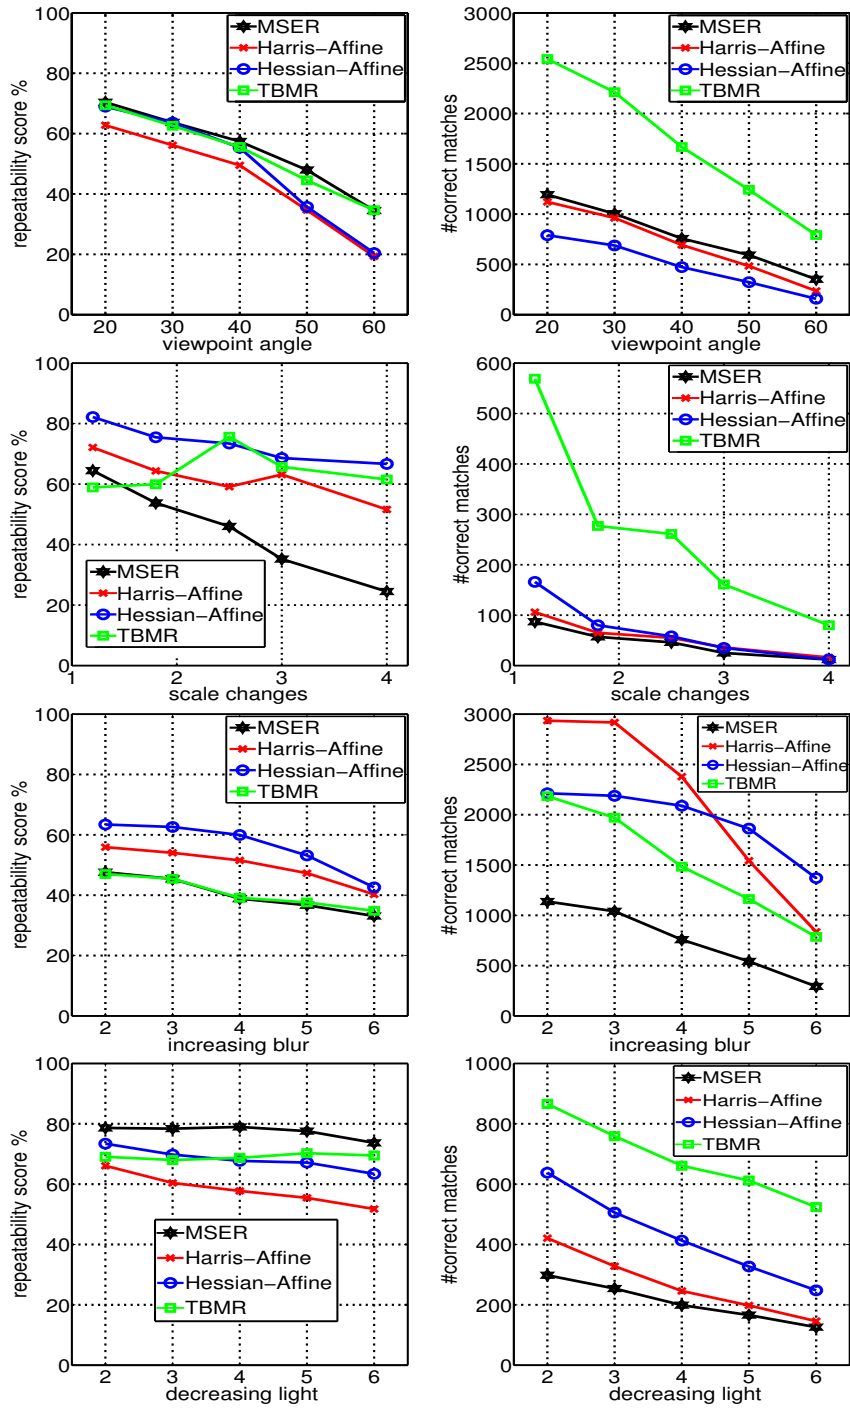 100
80
60
40
20
0
repeatability score %
MSER
Harris−Affine
Hessian−Affine
TBMR
20 30 40 50 60
viewpoint angle
3000
2500
2000
1500
1000
500
0
#correct matches
MSER
Harris−Affine
Hessian−Affine
TBMR
20 30 40 50 60
viewpoint angle
100
80
60
40
20
0
repeatability score %
MSER
Harris−Affine
Hessian−Affine
TBMR
1 2 3 4
scale changes
600
500
400
300
200
100
0
#correct matches
MSER
Harris−Affine
Hessian−Affine
TBMR
1 2 3 4
scale changes
100
80
60
40
20
0
repeatability score %
MSER
Harris−Affine
Hessian−Affine
TBMR
2 3 4 5 6
increasing blur
3000
2500
2000
1500
1000
500
0
#correct matches
MSER
Harris−Affine
Hessian−Affine
TBMR
2 3 4 5 6
increasing blur
100
80
60
40
20
0
repeatability score %
MSER
Harris−Affine
Hessian−Affine
TBMR
2 3 4 5 6
decreasing light
1000
800
600
400
200
0
#correct matches
MSER
Harris−Affine
Hessian−Affine
TBMR
2 3 4 5 6
decreasing light